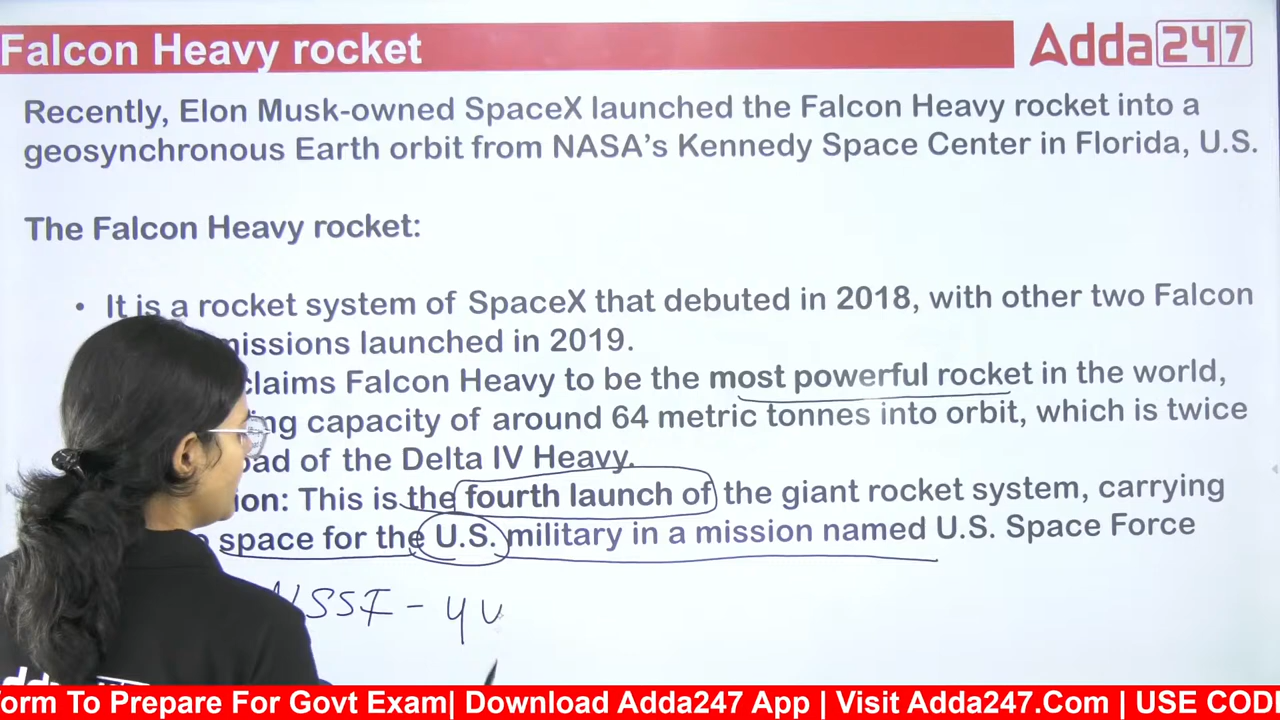 Falcon Heavy rocket
Adda247
Recently, Elon Musk-owned SpaceX launched the Falcon Heavy rocket into a
geosynchronous Earth orbit from NASA's Kennedy Space Center in Florida, U.S.
The Falcon Heavy rocket:
• It is a rocket system of SpaceX that debuted in 2018, with other two Falcon
missions launched in 2019.
claims Falcon Heavy to be the most powerful rocket in the world,
capacity of around 64 metric tonnes into orbit, which is twice
of the Delta IV Heavy.
This is the fourth launch of the giant rocket system, carrying
space for the U.S. military in a mission named U.S. Space Force
To Prepare For Govt Exam| Download Adda247 App | Visit Adda247.Com | USE